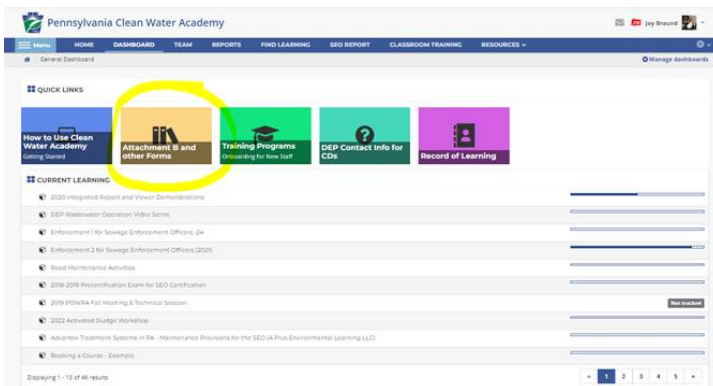 Pennsylvania Clean Water Academy
Jay Braund
Menu HOME DASHBOARD TEAM REPORTS FIND LEARNING SEO REPORT CLASSROOM TRAINING RESOURCES
General Dashboard
Manage dashboards
QUICK LINKS
How to Use Clean Water Academy
Getting Started
Attachment B and other Forms
Training Programs
Onboarding for New Staff
DEP Contact Info for CDs
Record of Learning
CURRENT LEARNING
2020 Integrated Report and Viewer Demonstrations
DEP Wastewater Operation Video Series
Enforcement 1 for Sewage Enforcement Officers -24
Enforcement 2 for Sewage Enforcement Officers (2021)
Road Maintenance Activities
2018-2019 Precertification Exam for SEO Certification
2019 POWRA Fall Meeting & Technical Session
Not tracked
2022 Activated Sludge Workshop
Advantex Treatment Systems in PA - Maintenance Provisions for the SEO (A Plus Environmental Learning LLC)
Booking a Course - Example
Displaying 1 - 10 of 46 results
« 1 2 3 4 5 »